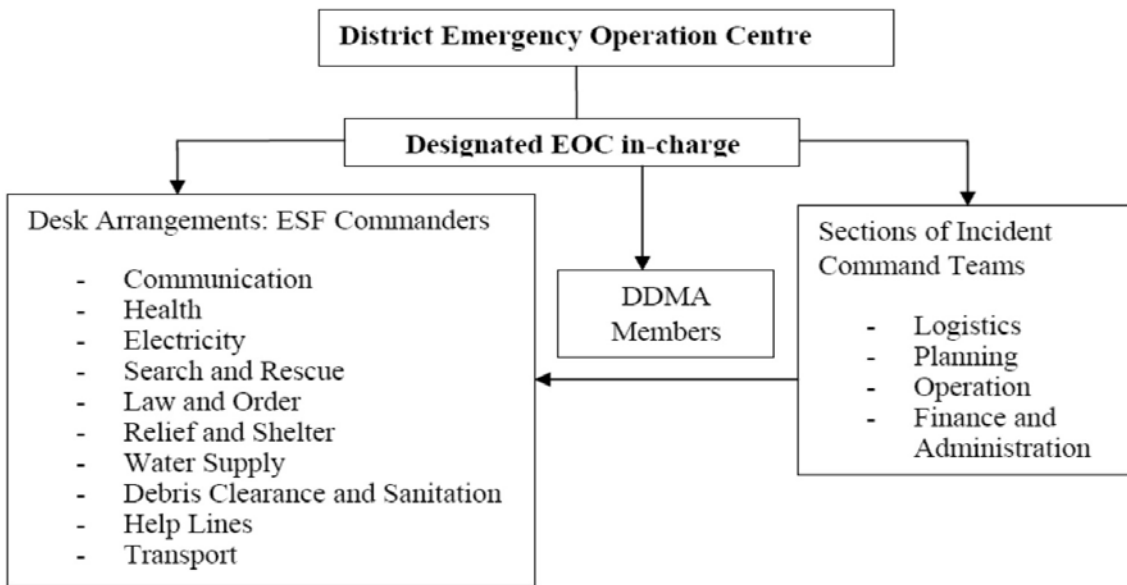 District Emergency Operation Centre
Designated EOC in-charge
Desk Arrangements: ESF Commanders
- Communication
- Health
- Electricity
- Search and Rescue
- Law and Order
- Relief and Shelter
- Water Supply
- Debris Clearance and Sanitation
- Help Lines
- Transport
DDMA
Members
Sections of Incident
Command Teams
- Logistics
- Planning
- Operation
- Finance and
Administration